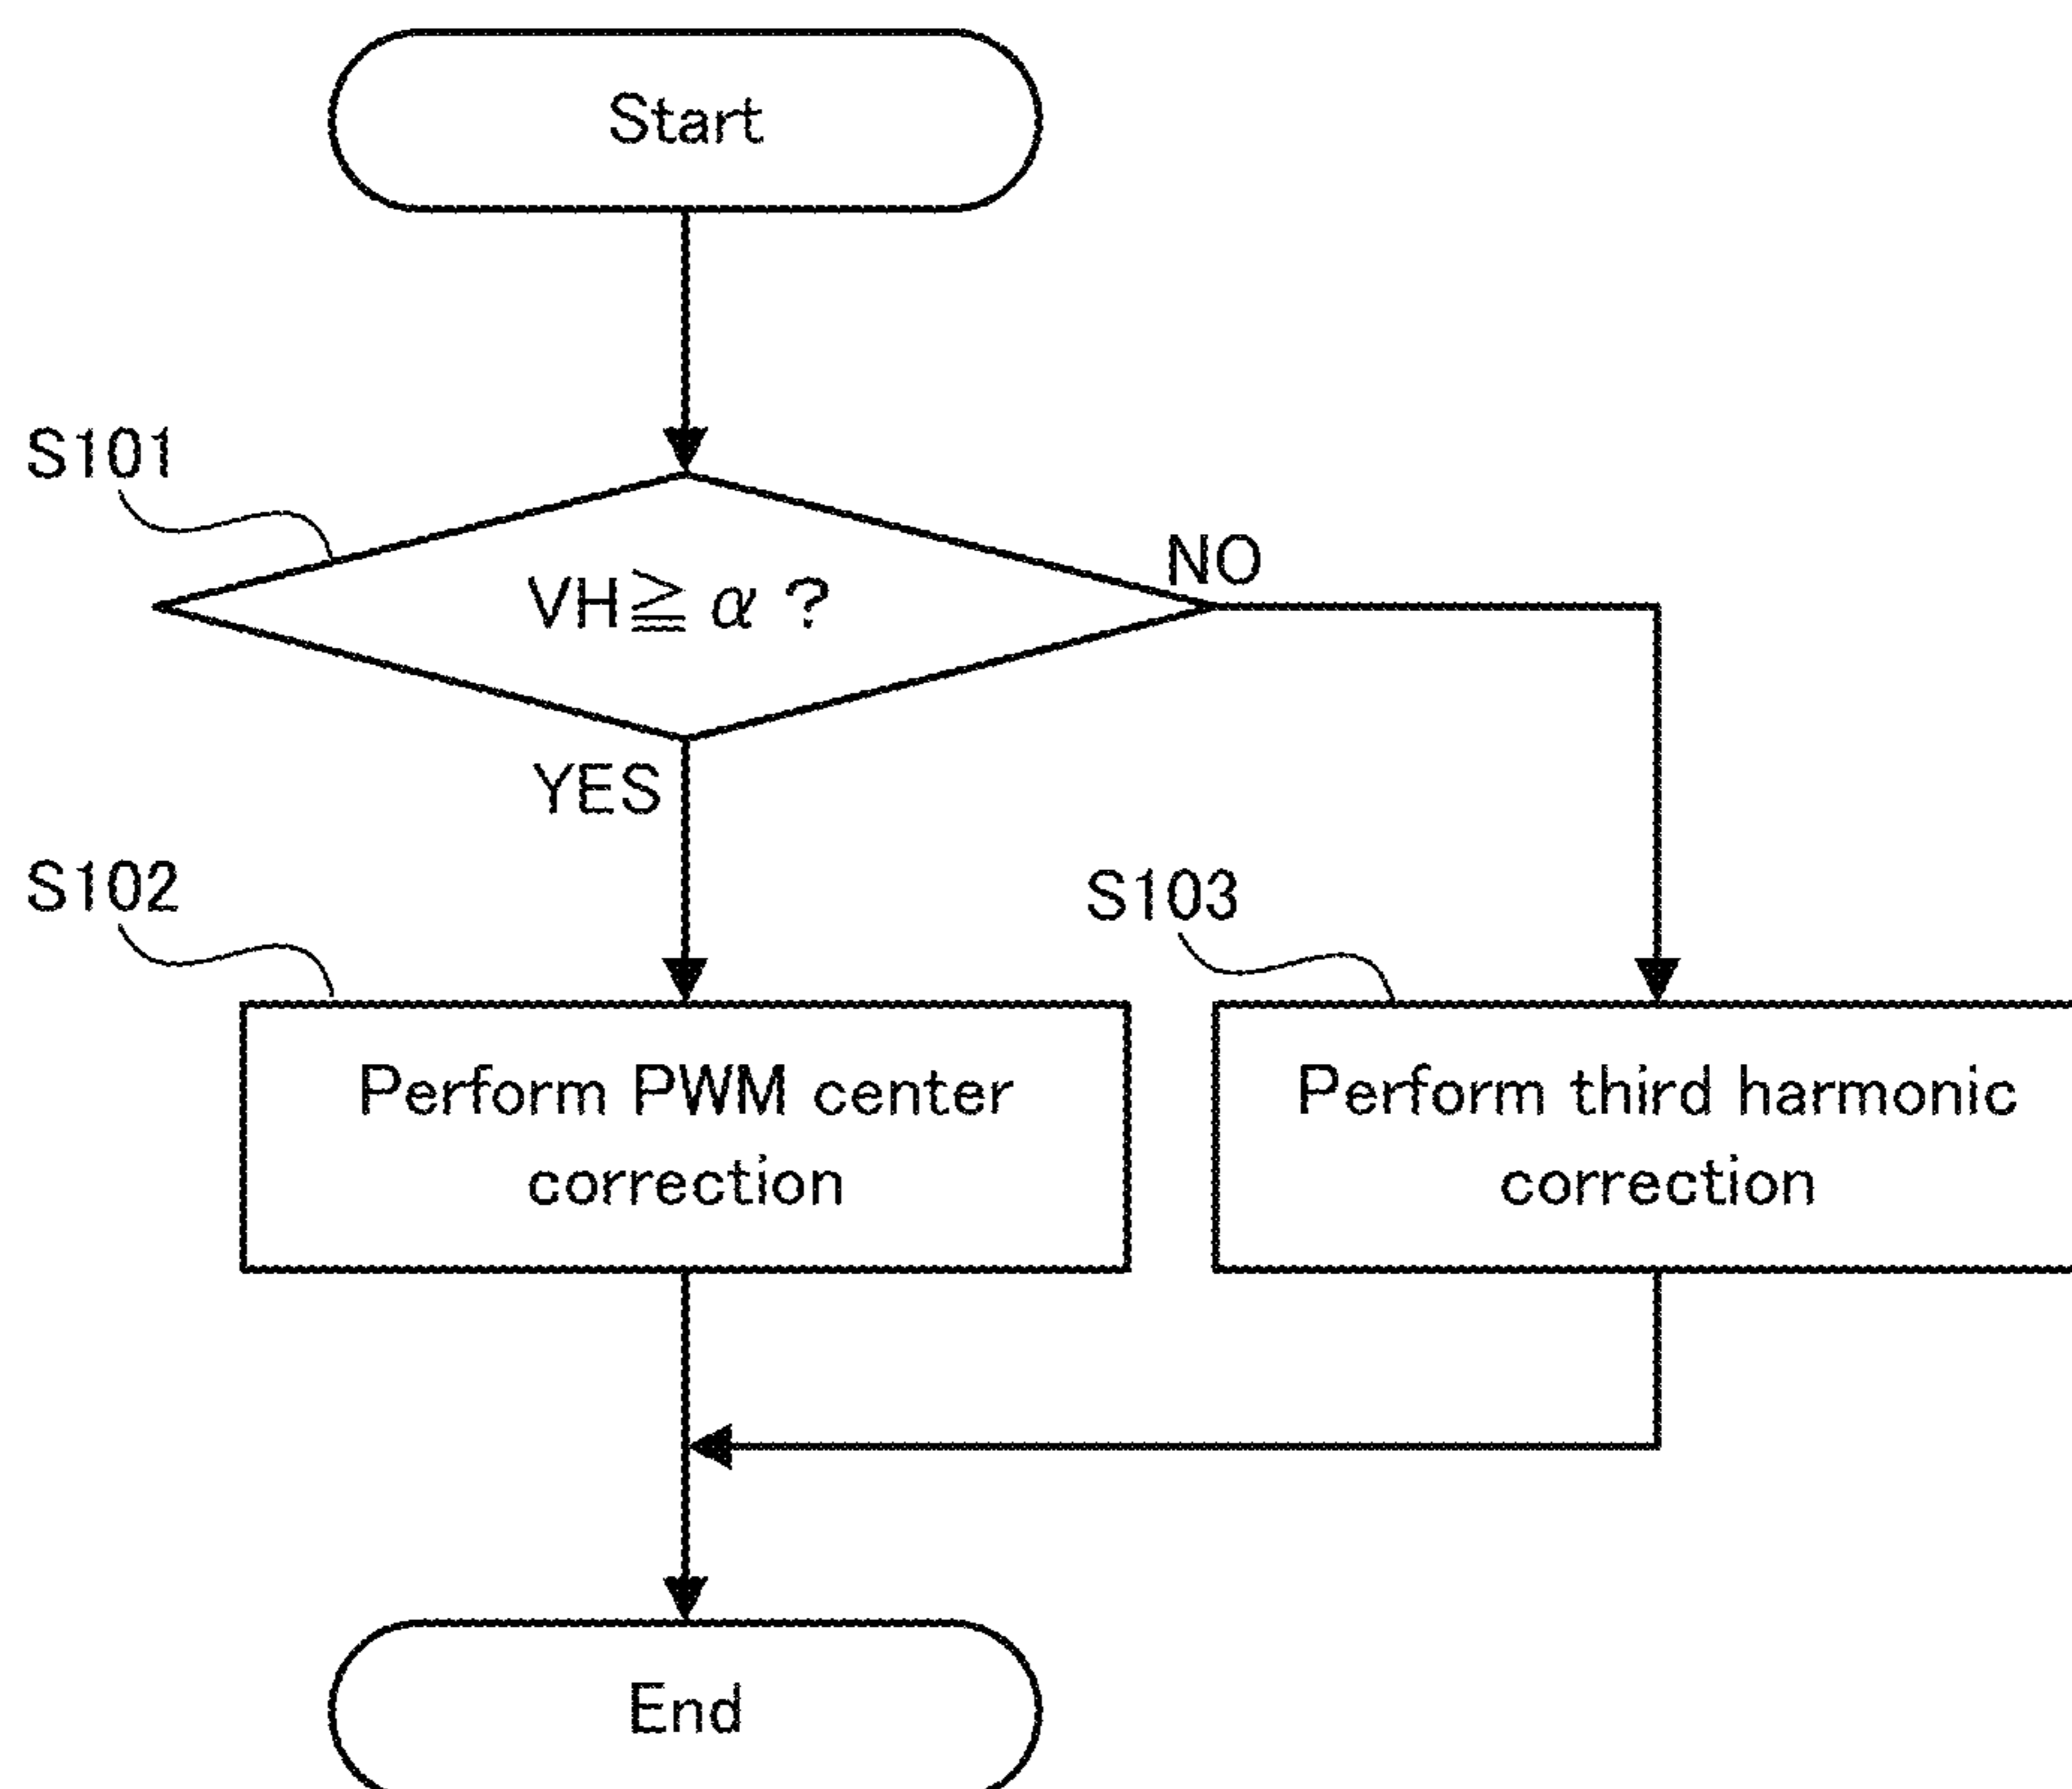 Start
S101
VH≧α?
NO
YES
S102
Perform PWM center
correction
S103
Perform third harmonic
correction
End